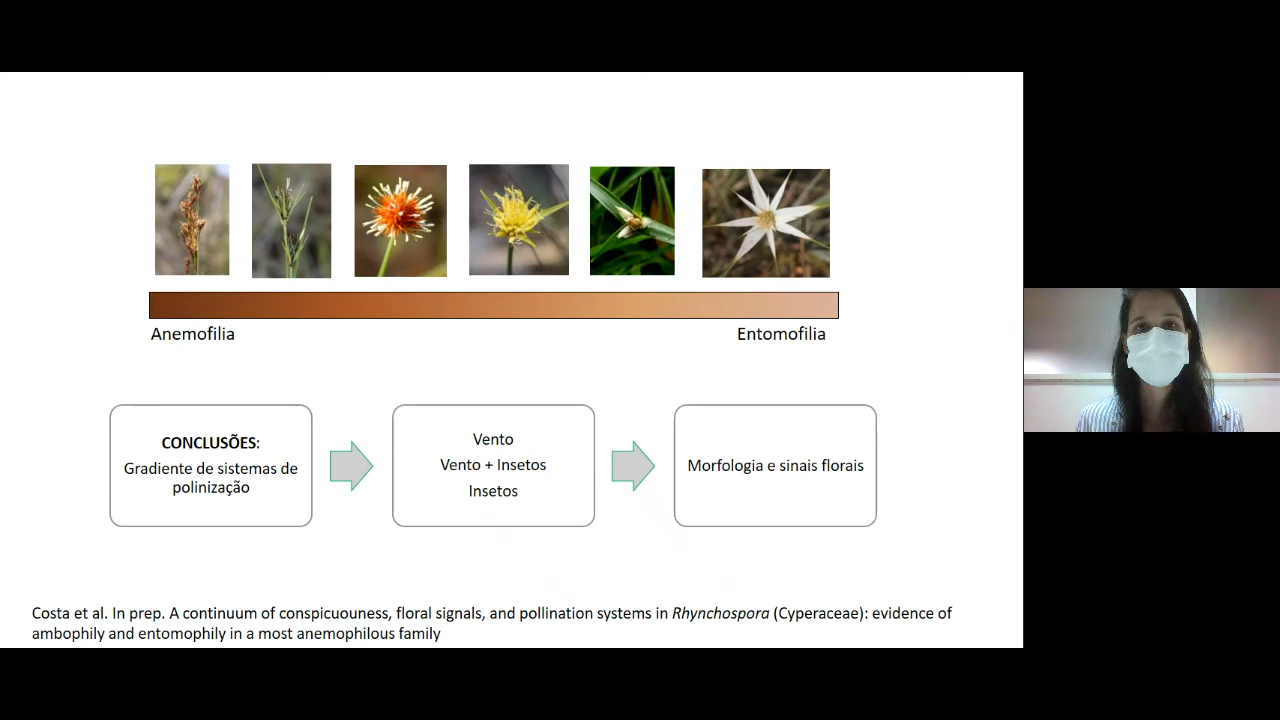 Anemofilia
Entomofilia
CONCLUSÕES:
Gradiente de sistemas de
polinização
Vento
Vento + Insetos
Insetos
Morfologia e sinais florais
Costa et al. In prep. A continuum of conspicuouness, floral signals, and pollination systems in Rhynchospora (Cyperaceae): evidence of
ambophily and entomophily in a most anemophilous family